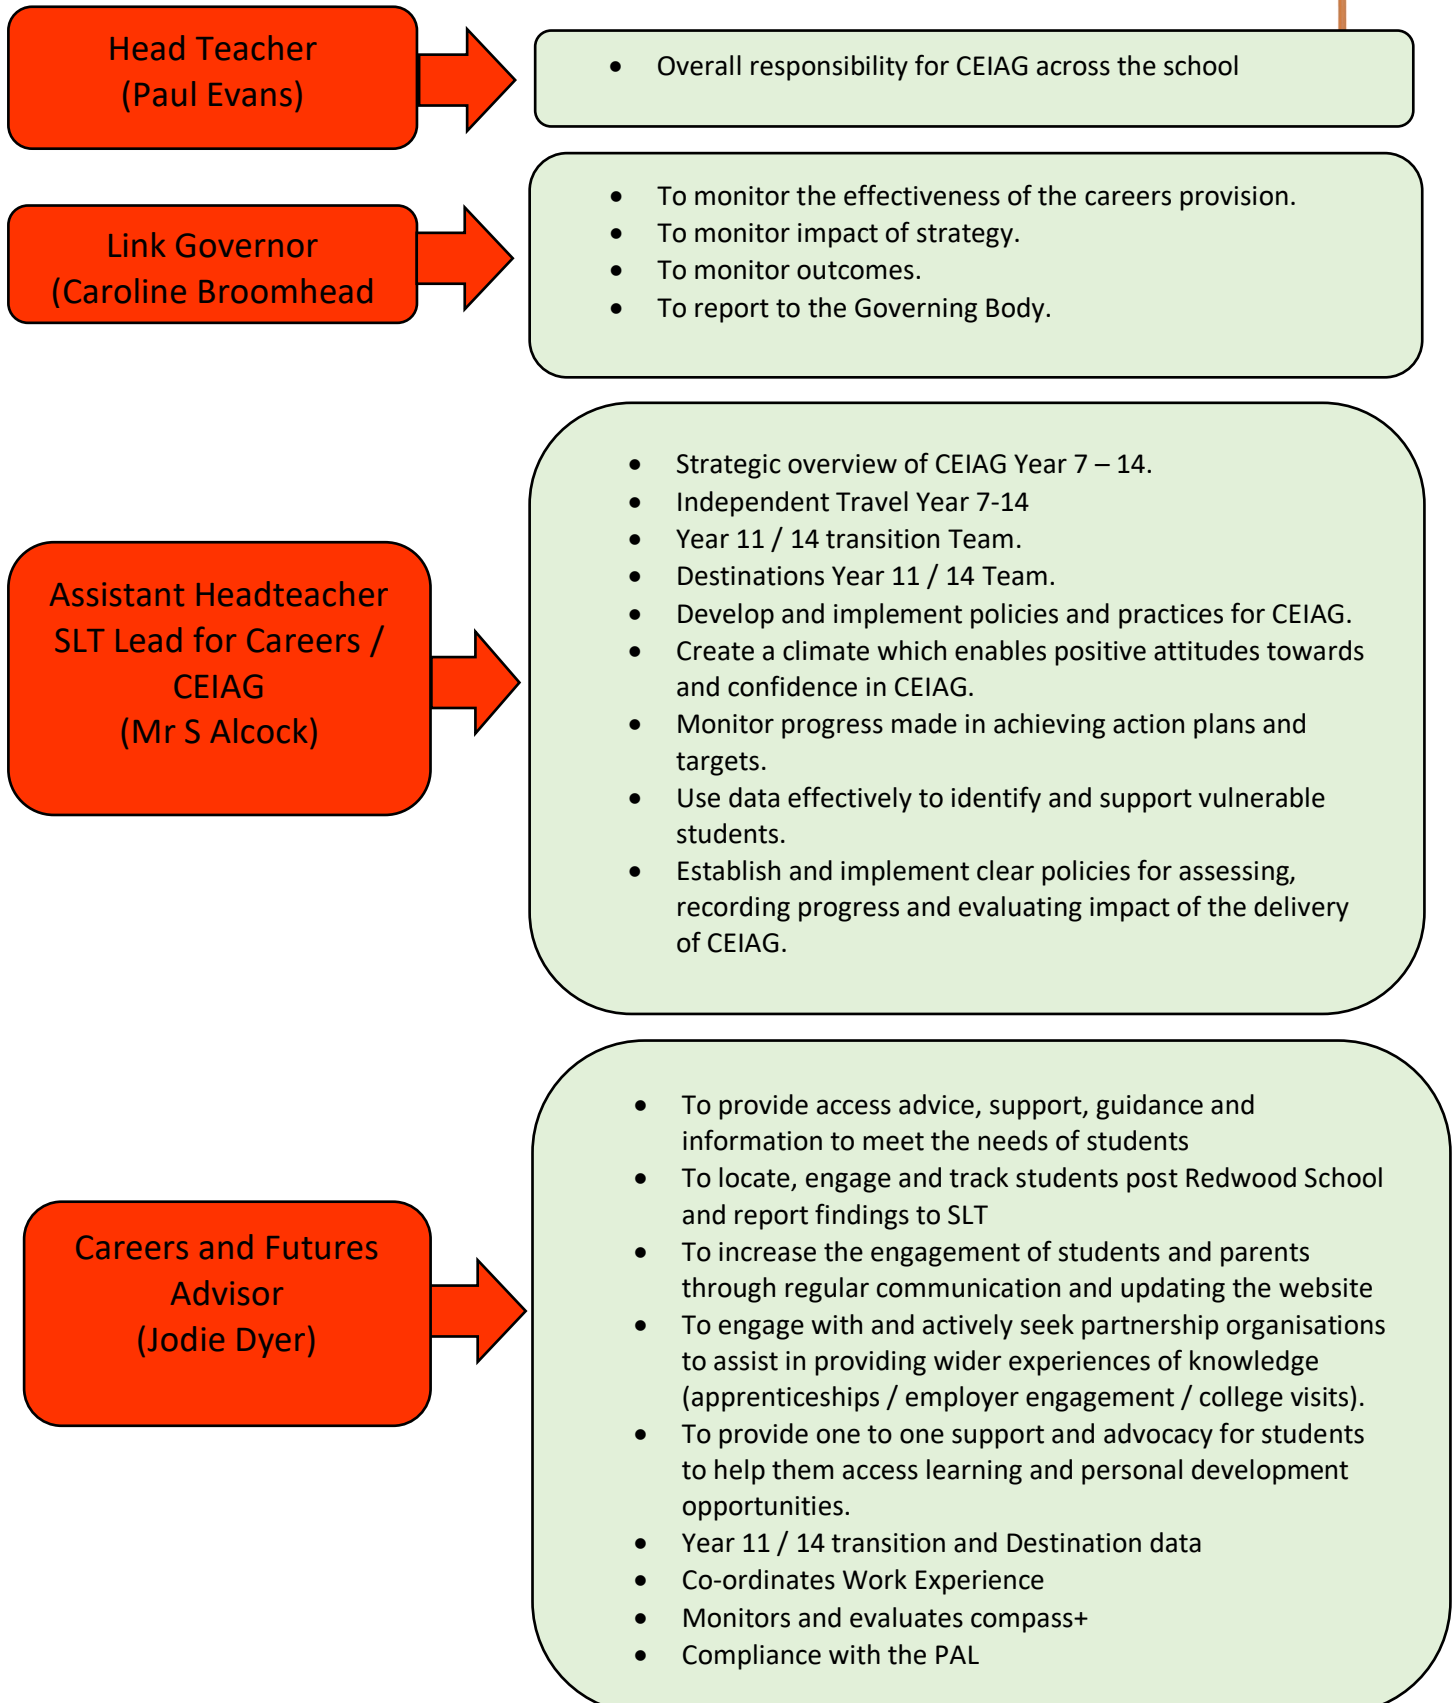 Head Teacher
(Paul Evans)
• Overall responsibility for CEIAG across the school
Link Governor
(Caroline Broomhead
• To monitor the effectiveness of the careers provision.
• To monitor impact of strategy.
• To monitor outcomes.
• To report to the Governing Body.
Assistant Headteacher
SLT Lead for Careers /
CEIAG
(Mr S Alcock)
• Strategic overview of CEIAG Year 7 – 14.
• Independent Travel Year 7-14
• Year 11 / 14 transition Team.
• Destinations Year 11 / 14 Team.
• Develop and implement policies and practices for CEIAG.
• Create a climate which enables positive attitudes towards
and confidence in CEIAG.
• Monitor progress made in achieving action plans and
targets.
• Use data effectively to identify and support vulnerable
students.
• Establish and implement clear policies for assessing,
recording progress and evaluating impact of the delivery
of CEIAG.
Careers and Futures
Advisor
(Jodie Dyer)
• To provide access advice, support, guidance and
information to meet the needs of students
• To locate, engage and track students post Redwood School
and report findings to SLT
• To increase the engagement of students and parents
through regular communication and updating the website
• To engage with and actively seek partnership organisations
to assist in providing wider experiences of knowledge
(apprenticeships / employer engagement / college visits).
• To provide one to one support and advocacy for students
to help them access learning and personal development
opportunities.
• Year 11 / 14 transition and Destination data
• Co-ordinates Work Experience
• Monitors and evaluates compass+
• Compliance with the PAL